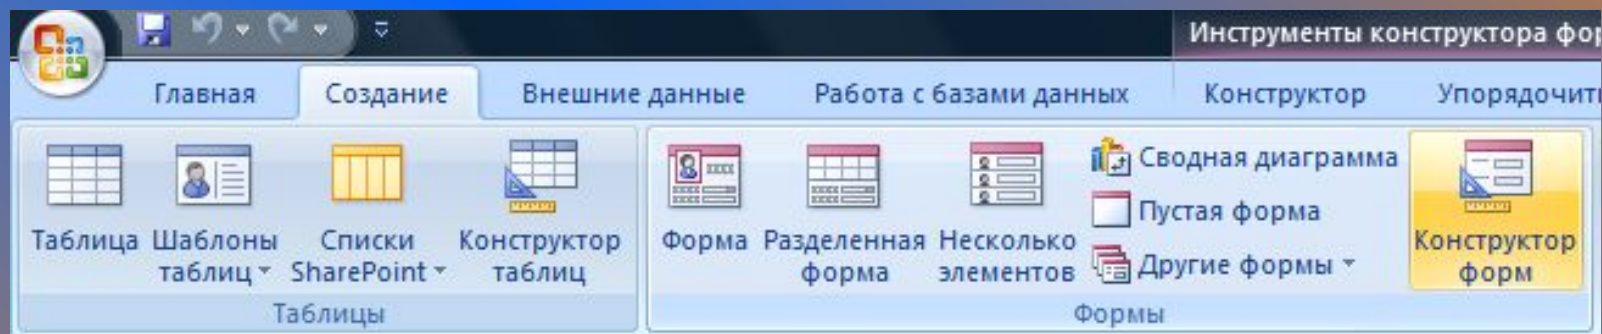 Инструменты конструктора фор
Главная Создание Внешние данные Работа с базами данных Конструктор Упорядочит
Таблица Шаблоны таблиц Списки SharePoint Конструктор таблиц
Форма Разделенная форма Несколько элементов
Сводная диаграмма
Пустая форма
Другие формы
Конструктор форм
Таблицы Формы